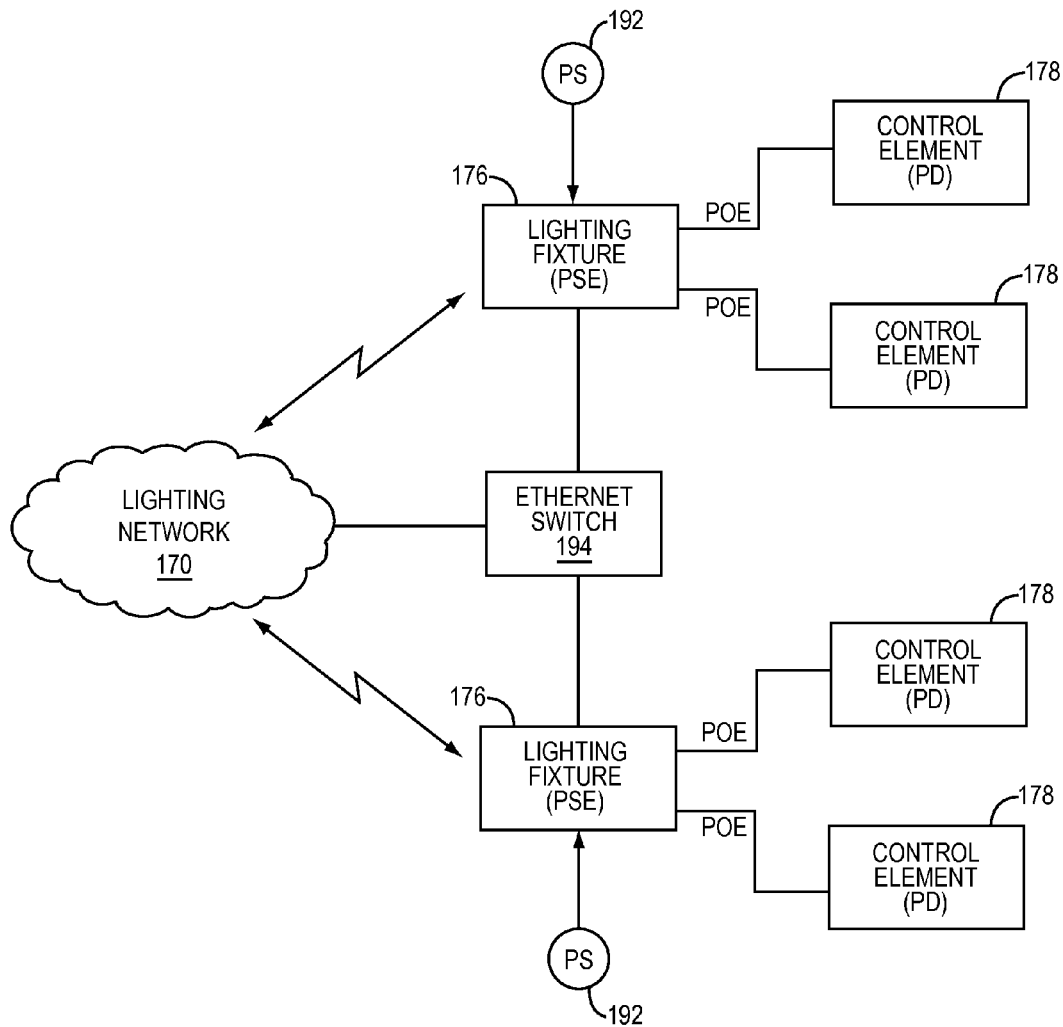 192
PS
178
CONTROL
ELEMENT
(PD)
176
LIGHTING
FIXTURE
(PSE)
POE
POE
178
CONTROL
ELEMENT
(PD)
LIGHTING
NETWORK
170
ETHERNET
SWITCH
194
178
CONTROL
ELEMENT
(PD)
176
LIGHTING
FIXTURE
(PSE)
POE
POE
178
CONTROL
ELEMENT
(PD)
PS
192